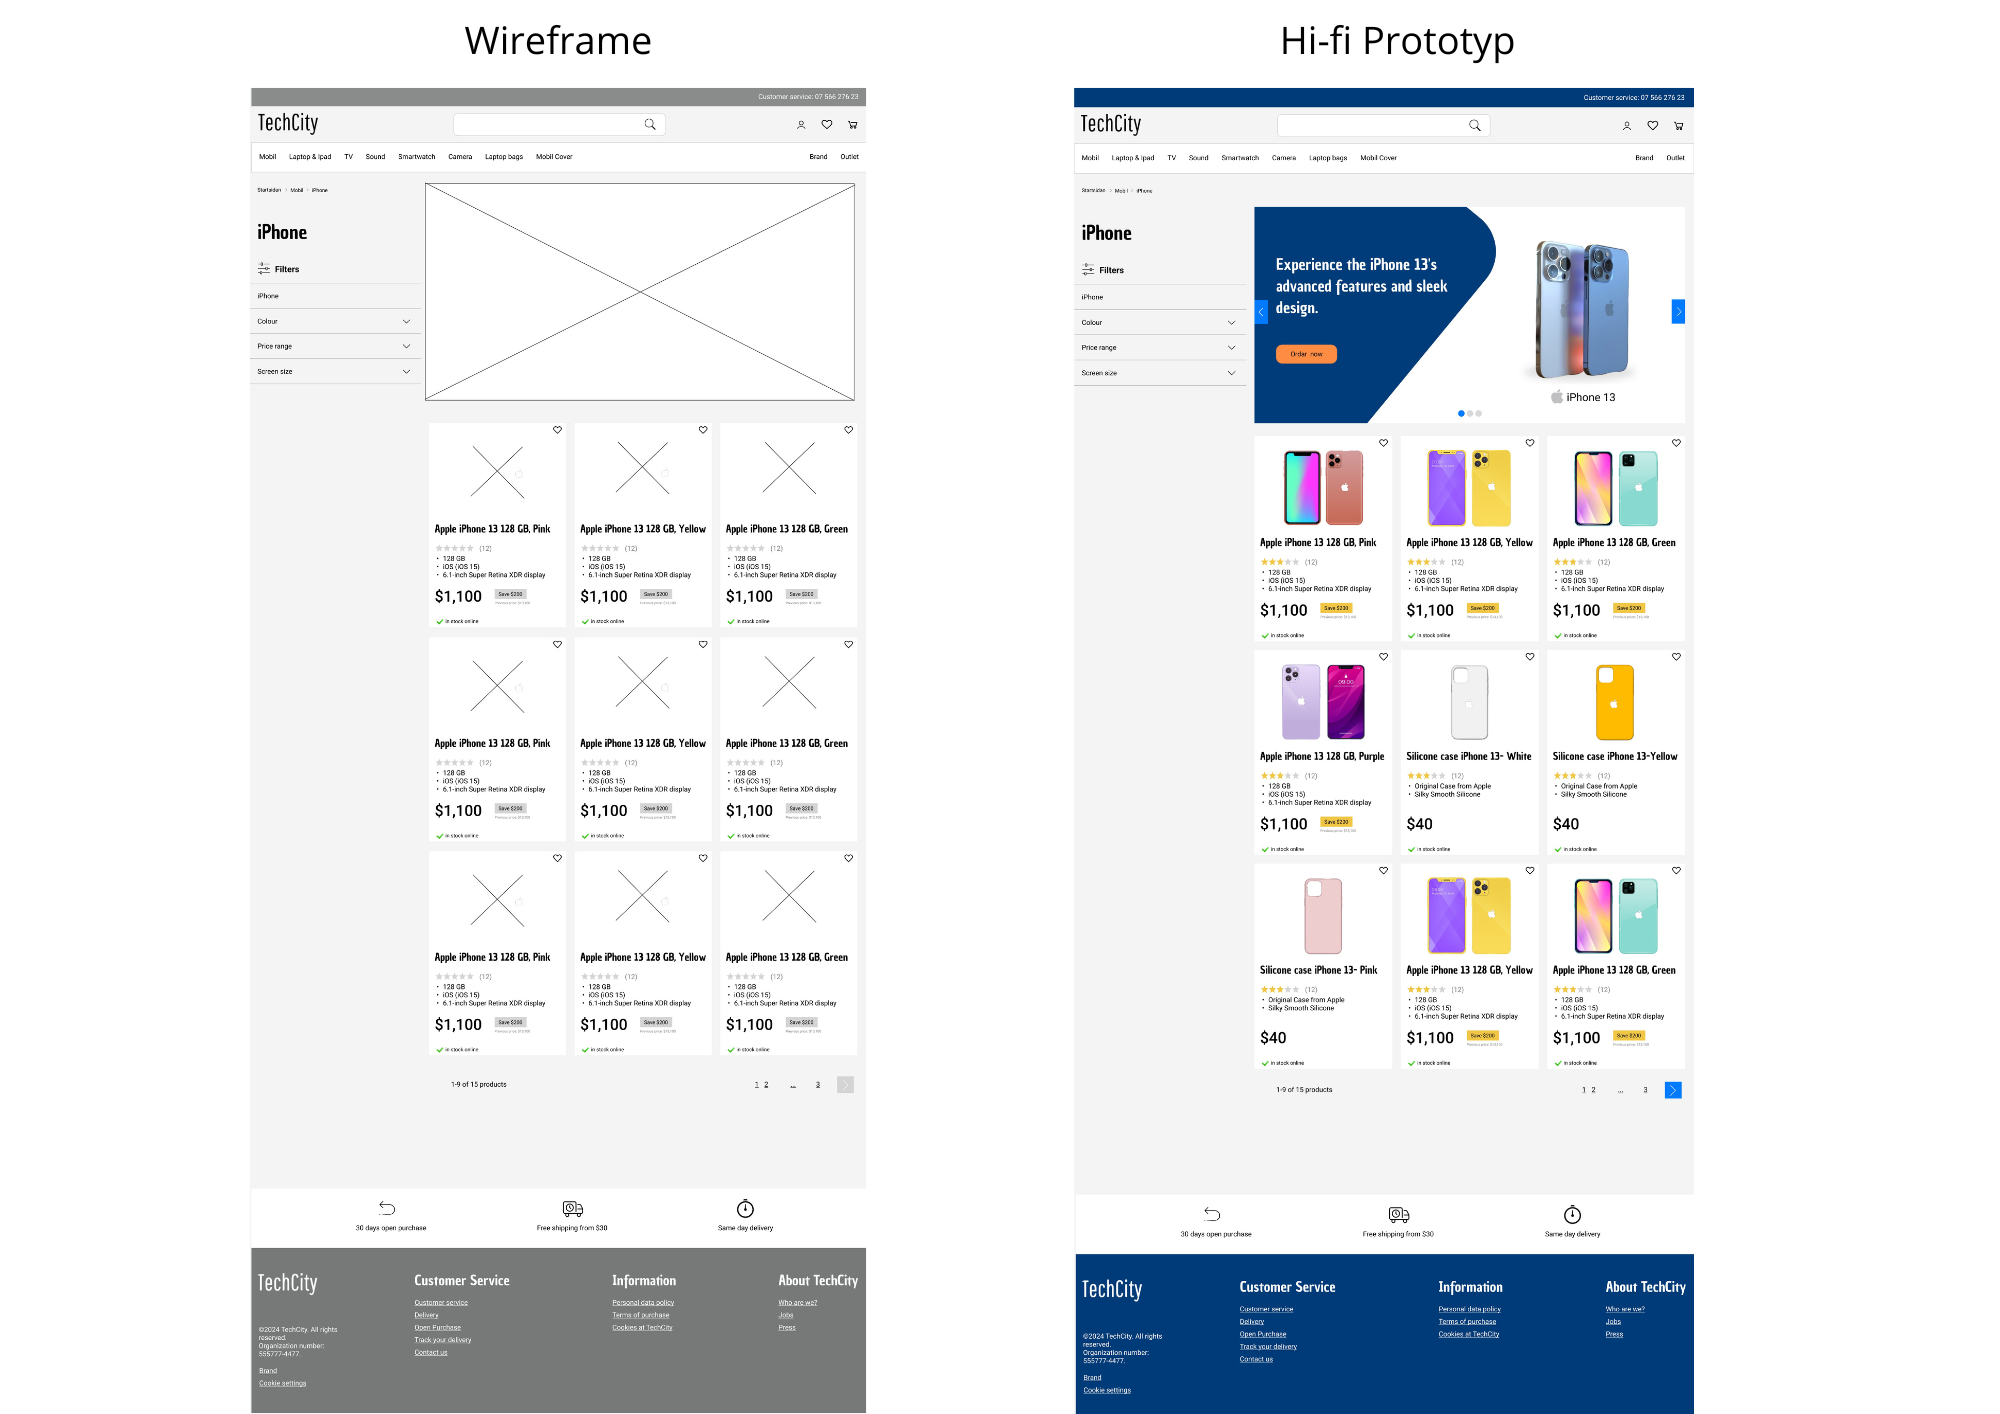 Wireframe
Customer service: 07 566 276 23
TechCity
Mobil Laptop & Ipad TV Sound Smartwatch Camera Laptop bags Mobil Cover Brand Outlet
Startsidan > Mobil > iPhone
iPhone
Filters
iPhone
Colour
Price range
Screen size
Apple iPhone 13 128 GB, Pink Apple iPhone 13 128 GB, Yellow Apple iPhone 13 128 GB, Green
(12) (12) (12)
• 128 GB • 128 GB • 128 GB
• iOS (iOS 15) • iOS (iOS 15) • iOS (iOS 15)
• 6.1-inch Super Retina XDR display • 6.1-inch Super Retina XDR display • 6.1-inch Super Retina XDR display
$1,100 Save $200 $1,100 Save $200 $1,100 Save $200
in stock online in stock online in stock online
Apple iPhone 13 128 GB, Pink Apple iPhone 13 128 GB, Yellow Apple iPhone 13 128 GB, Green
(12) (12) (12)
• 128 GB • 128 GB • 128 GB
• iOS (iOS 15) • iOS (iOS 15) • iOS (iOS 15)
• 6.1-inch Super Retina XDR display • 6.1-inch Super Retina XDR display • 6.1-inch Super Retina XDR display
$1,100 Save $200 $1,100 Save $200 $1,100 Save $200
in stock online in stock online in stock online
Apple iPhone 13 128 GB, Pink Apple iPhone 13 128 GB, Yellow Apple iPhone 13 128 GB, Green
(12) (12) (12)
• 128 GB • 128 GB • 128 GB
• iOS (iOS 15) • iOS (iOS 15) • iOS (iOS 15)
• 6.1-inch Super Retina XDR display • 6.1-inch Super Retina XDR display • 6.1-inch Super Retina XDR display
$1,100 Save $200 $1,100 Save $200 $1,100 Save $200
in stock online in stock online in stock online
1-9 of 15 products 1 2 ... 3
30 days open purchase Free shipping from $30 Same day delivery
TechCity
©2024 TechCity. All rights
reserved.
Organization number:
555777-4477.
Brand
Cookie settings
Customer Service
Customer service
Delivery
Open Purchase
Track your delivery
Contact us
Information
Personal data policy
Terms of purchase
Cookies at TechCity
About TechCity
Who are we?
Jobs
Press
Hi-fi Prototyp
Customer service: 07 566 276 23
TechCity
Mobil Laptop & Ipad TV Sound Smartwatch Camera Laptop bags Mobil Cover Brand Outlet
Startsidan > Mobil > iPhone
iPhone
Filters
iPhone
Colour
Price range
Screen size
Experience the iPhone 13's
advanced features and sleek
design.
Ordar now
iPhone 13
Apple iPhone 13 128 GB, Pink Apple iPhone 13 128 GB, Yellow Apple iPhone 13 128 GB, Green
(12) (12) (12)
• 128 GB • 128 GB • 128 GB
• iOS (iOS 15) • iOS (iOS 15) • iOS (iOS 15)
• 6.1-inch Super Retina XDR display • 6.1-inch Super Retina XDR display • 6.1-inch Super Retina XDR display
$1,100 Save $200 $1,100 Save $200 $1,100 Save $200
in stock online in stock online in stock online
Apple iPhone 13 128 GB, Purple Silicone case iPhone 13- White Silicone case iPhone 13-Yellow
(12) (12) (12)
• 128 GB • Original Case from Apple • Original Case from Apple
• iOS (iOS 15) • Silky Smooth Silicone • Silky Smooth Silicone
• 6.1-inch Super Retina XDR display
$1,100 Save $200 $40 $40
in stock online in stock online in stock online
Silicone case iPhone 13- Pink Apple iPhone 13 128 GB, Yellow Apple iPhone 13 128 GB, Green
(12) (12) (12)
• Original Case from Apple • 128 GB • 128 GB
• Silky Smooth Silicone • iOS (iOS 15) • iOS (iOS 15)
• 6.1-inch Super Retina XDR display • 6.1-inch Super Retina XDR display
$40 $1,100 Save $200 $1,100 Save $200
in stock online in stock online in stock online
1-9 of 15 products 1 2 ... 3
30 days open purchase Free shipping from $30 Same day delivery
TechCity
©2024 TechCity. All rights
reserved.
Organization number:
555777-4477.
Brand
Cookie settings
Customer Service
Customer service
Delivery
Open Purchase
Track your delivery
Contact us
Information
Personal data policy
Terms of purchase
Cookies at TechCity
About TechCity
Who are we?
Jobs
Press